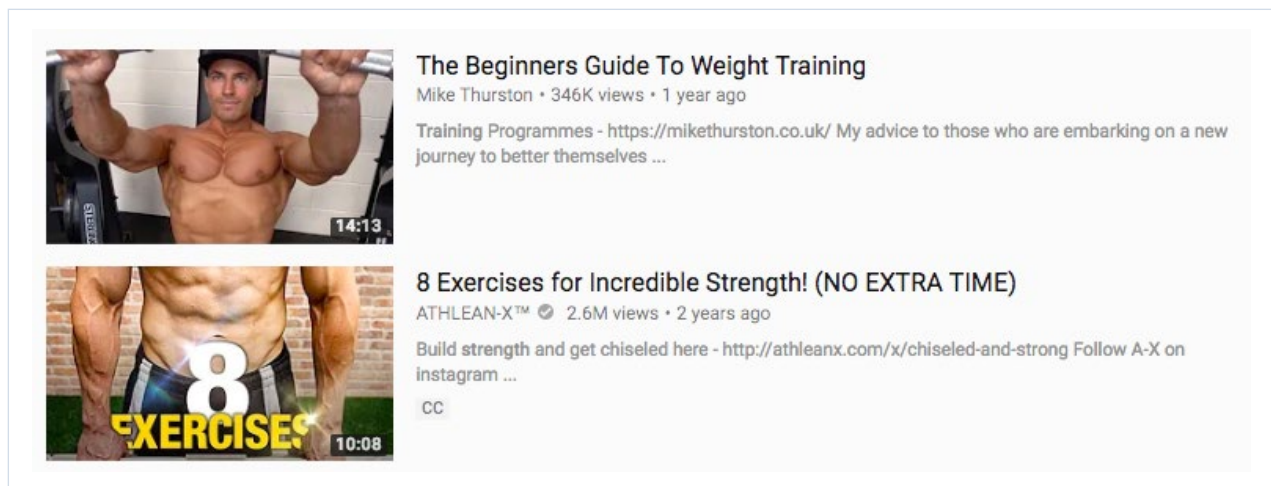 The Beginners Guide To Weight Training
Mike Thurston • 346K views • 1 year ago
Training Programmes - https://mikethurston.co.uk/ My advice to those who are embarking on a new
journey to better themselves ...
14:13
8 Exercises for Incredible Strength! (NO EXTRA TIME)
ATHLEAN-X™ 2.6M views • 2 years ago
Build strength and get chiseled here - http://athleanx.com/x/chiseled-and-strong Follow A-X on
instagram ...
CC
8
EXERCISES
10:08